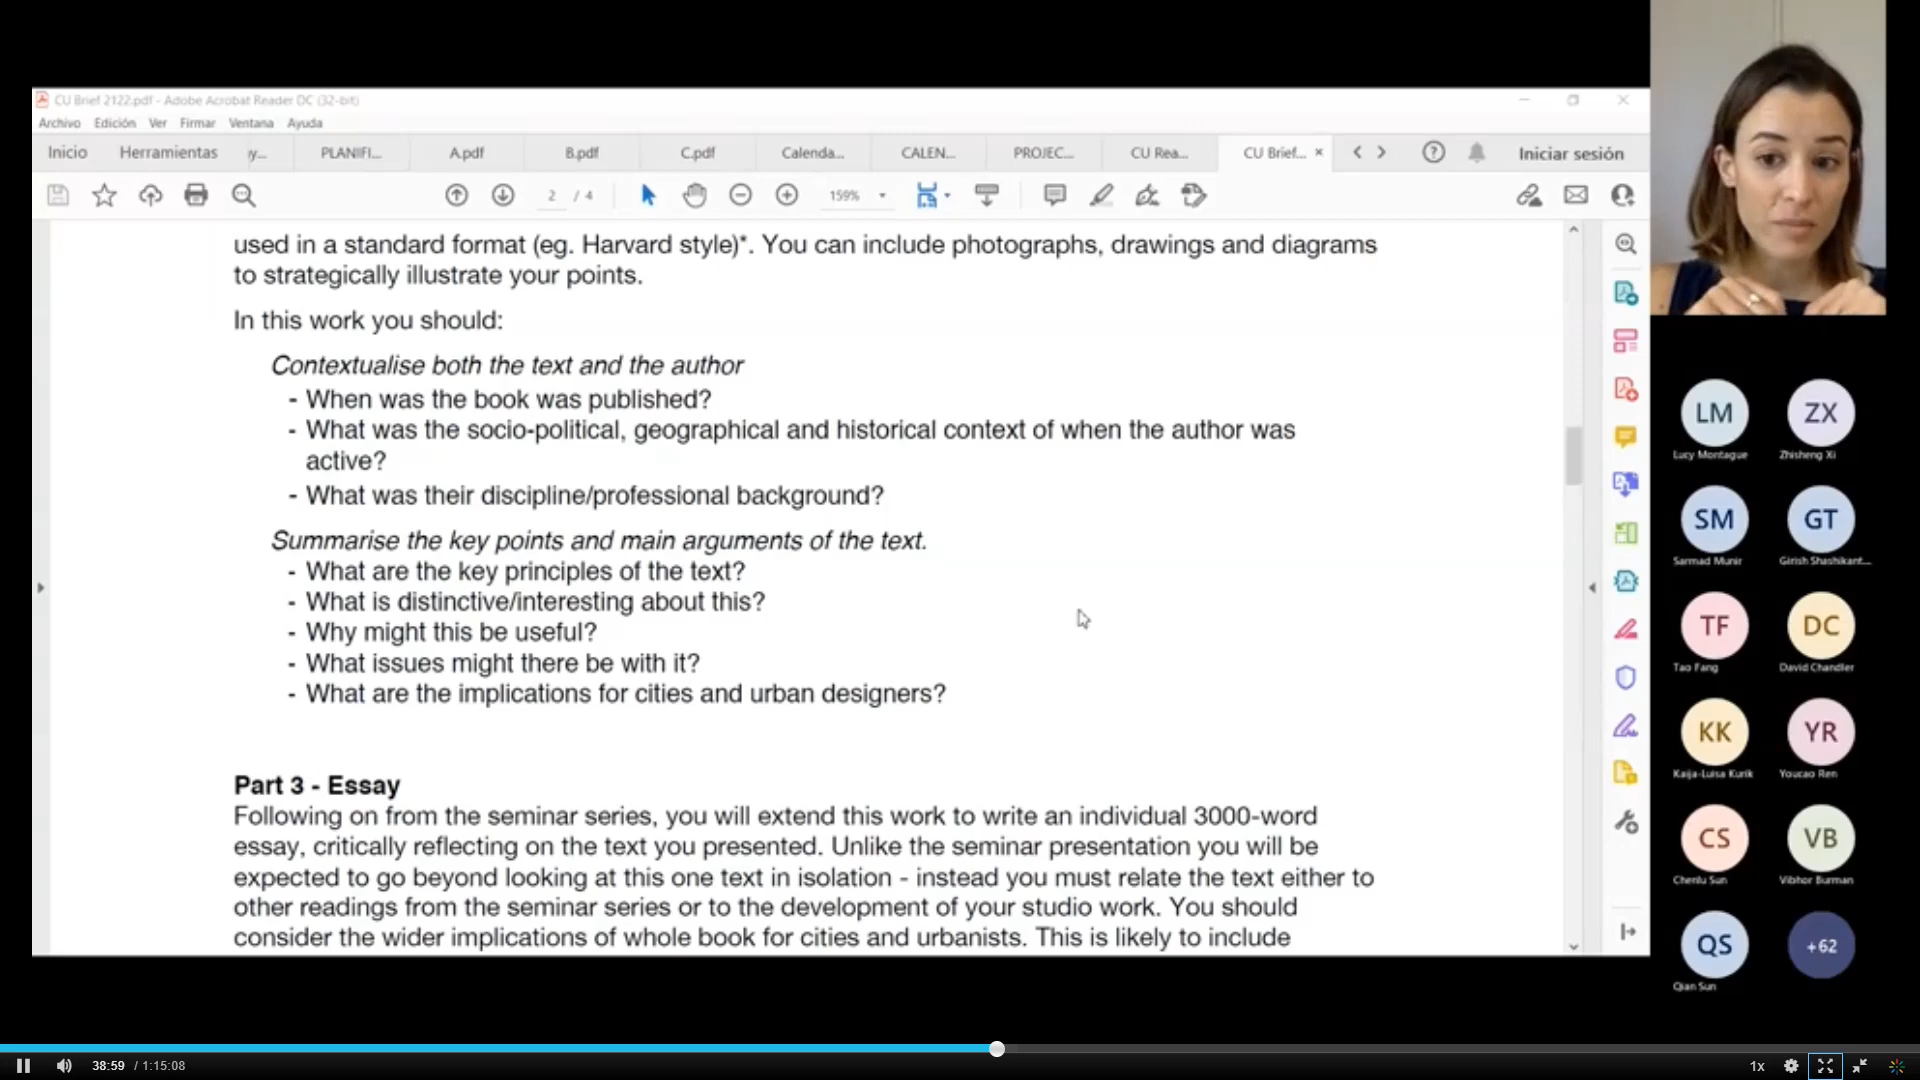 CU Brief 2122.pdf - Adobe Acrobat Reader DC (32-bit)
Archivo Edición Ver Firmar Ventana Ayuda
Inicio Herramientas y... PLANIFI... A.pdf B.pdf C.pdf Calenda... CALEN... PROJEC... CU Rea... CU Brief... Iniciar sesión
2 / 4 159%
used in a standard format (eg. Harvard style)*. You can include photographs, drawings and diagrams
to strategically illustrate your points.
In this work you should:
Contextualise both the text and the author
- When was the book was published?
- What was the socio-political, geographical and historical context of when the author was
active?
- What was their discipline/professional background?
Summarise the key points and main arguments of the text.
- What are the key principles of the text?
- What is distinctive/interesting about this?
- Why might this be useful?
- What issues might there be with it?
- What are the implications for cities and urban designers?
Part 3 - Essay
Following on from the seminar series, you will extend this work to write an individual 3000-word
essay, critically reflecting on the text you presented. Unlike the seminar presentation you will be
expected to go beyond looking at this one text in isolation - instead you must relate the text either to
other readings from the seminar series or to the development of your studio work. You should
consider the wider implications of whole book for cities and urbanists. This is likely to include
LM ZX
Lucy Montague Zhisheng Xi
SM GT
Sarmad Munir Girish Shashikant...
TF DC
Tao Fang David Chandler
KK YR
Kaija-Luisa Kurik Youcao Ren
CS VB
Chenlu Sun Vibhor Burman
QS +62
Qian Sun
38:59 / 1:15:08 1x